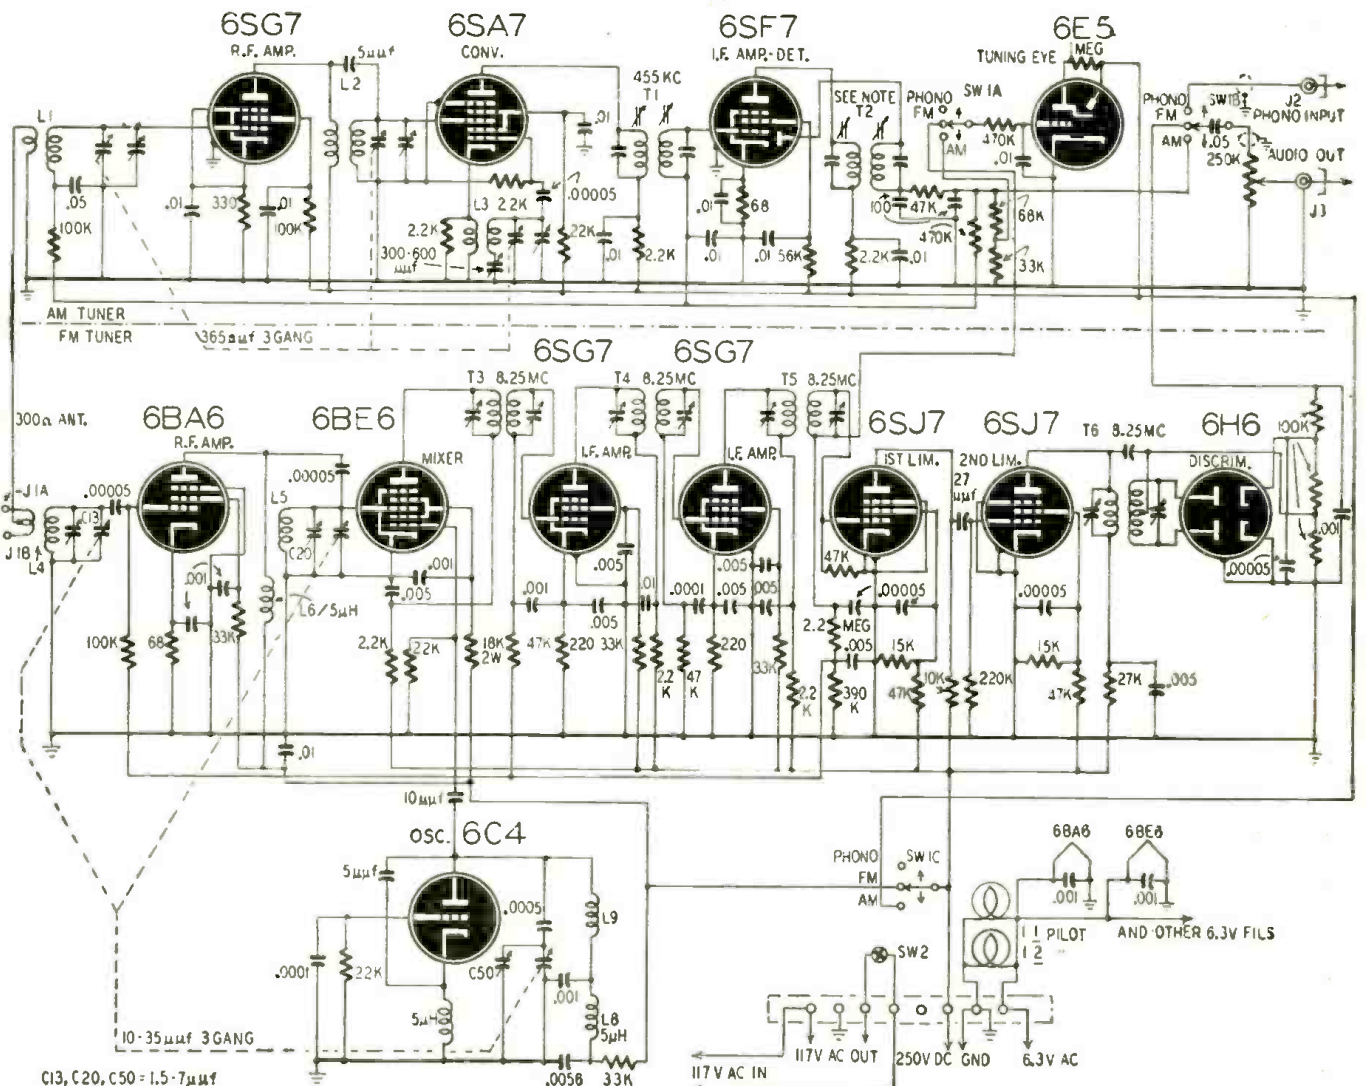 6SG7
R.F. AMP.
5µµf
L2
6SA7
CONV.
6SF7
I.F. AMP.-DET.
6E5
TUNING EYE
MEG
455 KC
T1
SEE NOTE
T2
PHONO
FM
AM
SW1A
470K
.01
PHONO
FM
AM
SW1B
.05
250K
J2
PHONO INPUT
AUDIO OUT
J3
L1
.05
100K
.01
330
.01
100K
2.2K
L3
2.2K
.00005
.01
300-600
µµf
22K
.01
2.2K
.01
68
.01
.01
56K
2.2K
.01
100
47K
470K
68K
33K
AM TUNER
FM TUNER
365µµf 3 GANG
300Ω ANT.
6BA6
R.F. AMP.
6BE6
MIXER
T3 8.25MC
6SG7
I.F. AMP.
T4 8.25MC
6SG7
I.F. AMP.
T5 8.25MC
6SJ7
1ST LIM.
6SJ7
2ND LIM.
27
µµf
T6 8.25MC
6H6
DISCRIM.
100K
.001
.00005
J1A
J1B
L4
C13
.00005
L5
.00005
C20
.001
L6/5µH
.001
33K
68
100K
.005
2.2K
22K
18K
2W
.001
47K
220
.005
.005
33K
.01
2.2
K
.0001
47
K
.005
.005
220
.005
33K
2.2
K
47K
.00005
2.2
MEG
.005
390
K
15K
47K
10K
220K
.00005
15K
47K
27K
.005
.01
10µµf
OSC. 6C4
5µµf
.0005
L9
C50
.001
L8
5µH
.0001
22K
5µH
.0056
33K
10-35µµf 3 GANG
C13, C20, C50 = 1.5-7µµf
PHONO
FM
AM
SW1C
SW2
6BA6
6BE6
.001
.001
PILOT
AND OTHER 6.3V FILS
117V AC IN
117V AC OUT
250V DC
GND
6.3V AC